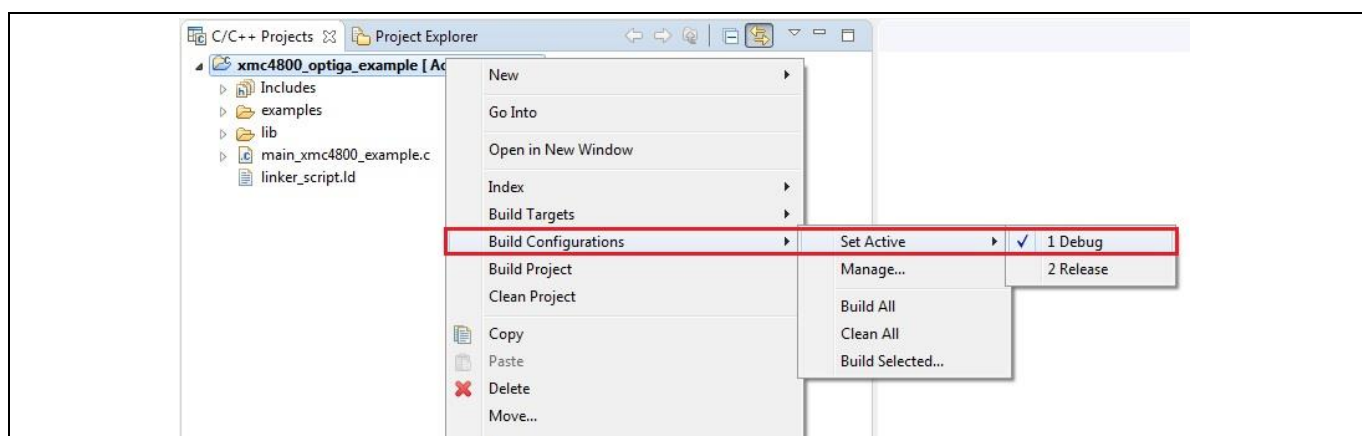 C/C++ Projects Project Explorer
xmc4800_optiga_example [ Ac
Includes
examples
lib
main_xmc4800_example.c
linker_script.ld
New
Go Into
Open in New Window
Index
Build Targets
Build Configurations Set Active 1 Debug
Build Project Manage... 2 Release
Clean Project
Build All
Copy Clean All
Paste Build Selected...
Delete
Move...